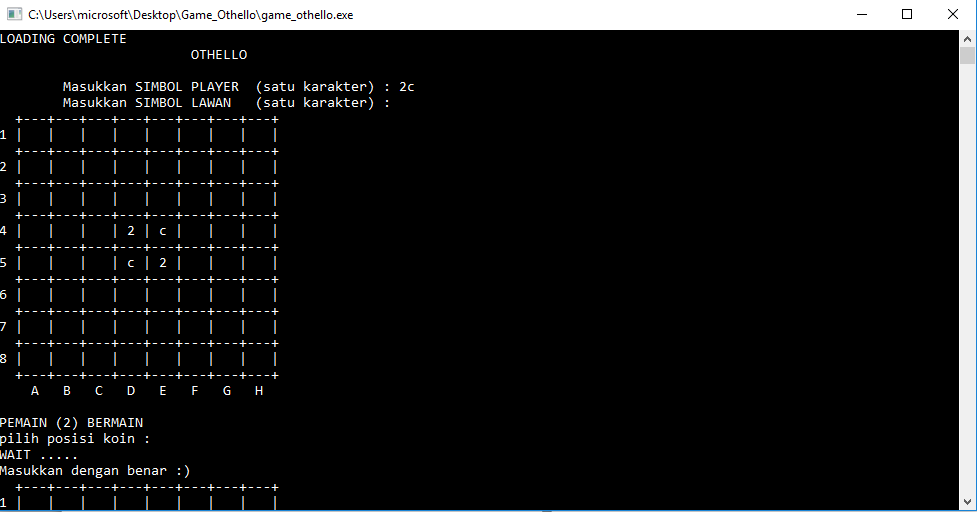 C:\Users\microsoft\Desktop\Game_Othello\game_othello.exe
LOADING COMPLETE
OTHELLO
Masukkan SIMBOL PLAYER  (satu karakter) : 2c
Masukkan SIMBOL LAWAN   (satu karakter) :
  +---+---+---+---+---+---+---+---+
1 |   |   |   |   |   |   |   |   |
  +---+---+---+---+---+---+---+---+
2 |   |   |   |   |   |   |   |   |
  +---+---+---+---+---+---+---+---+
3 |   |   |   |   |   |   |   |   |
  +---+---+---+---+---+---+---+---+
4 |   |   |   | 2 | c |   |   |   |
  +---+---+---+---+---+---+---+---+
5 |   |   |   | c | 2 |   |   |   |
  +---+---+---+---+---+---+---+---+
6 |   |   |   |   |   |   |   |   |
  +---+---+---+---+---+---+---+---+
7 |   |   |   |   |   |   |   |   |
  +---+---+---+---+---+---+---+---+
8 |   |   |   |   |   |   |   |   |
  +---+---+---+---+---+---+---+---+
    A   B   C   D   E   F   G   H
PEMAIN (2) BERMAIN
pilih posisi koin :
WAIT .....
Masukkan dengan benar :)
  +---+---+---+---+---+---+---+---+
1 |   |   |   |   |   |   |   |   |